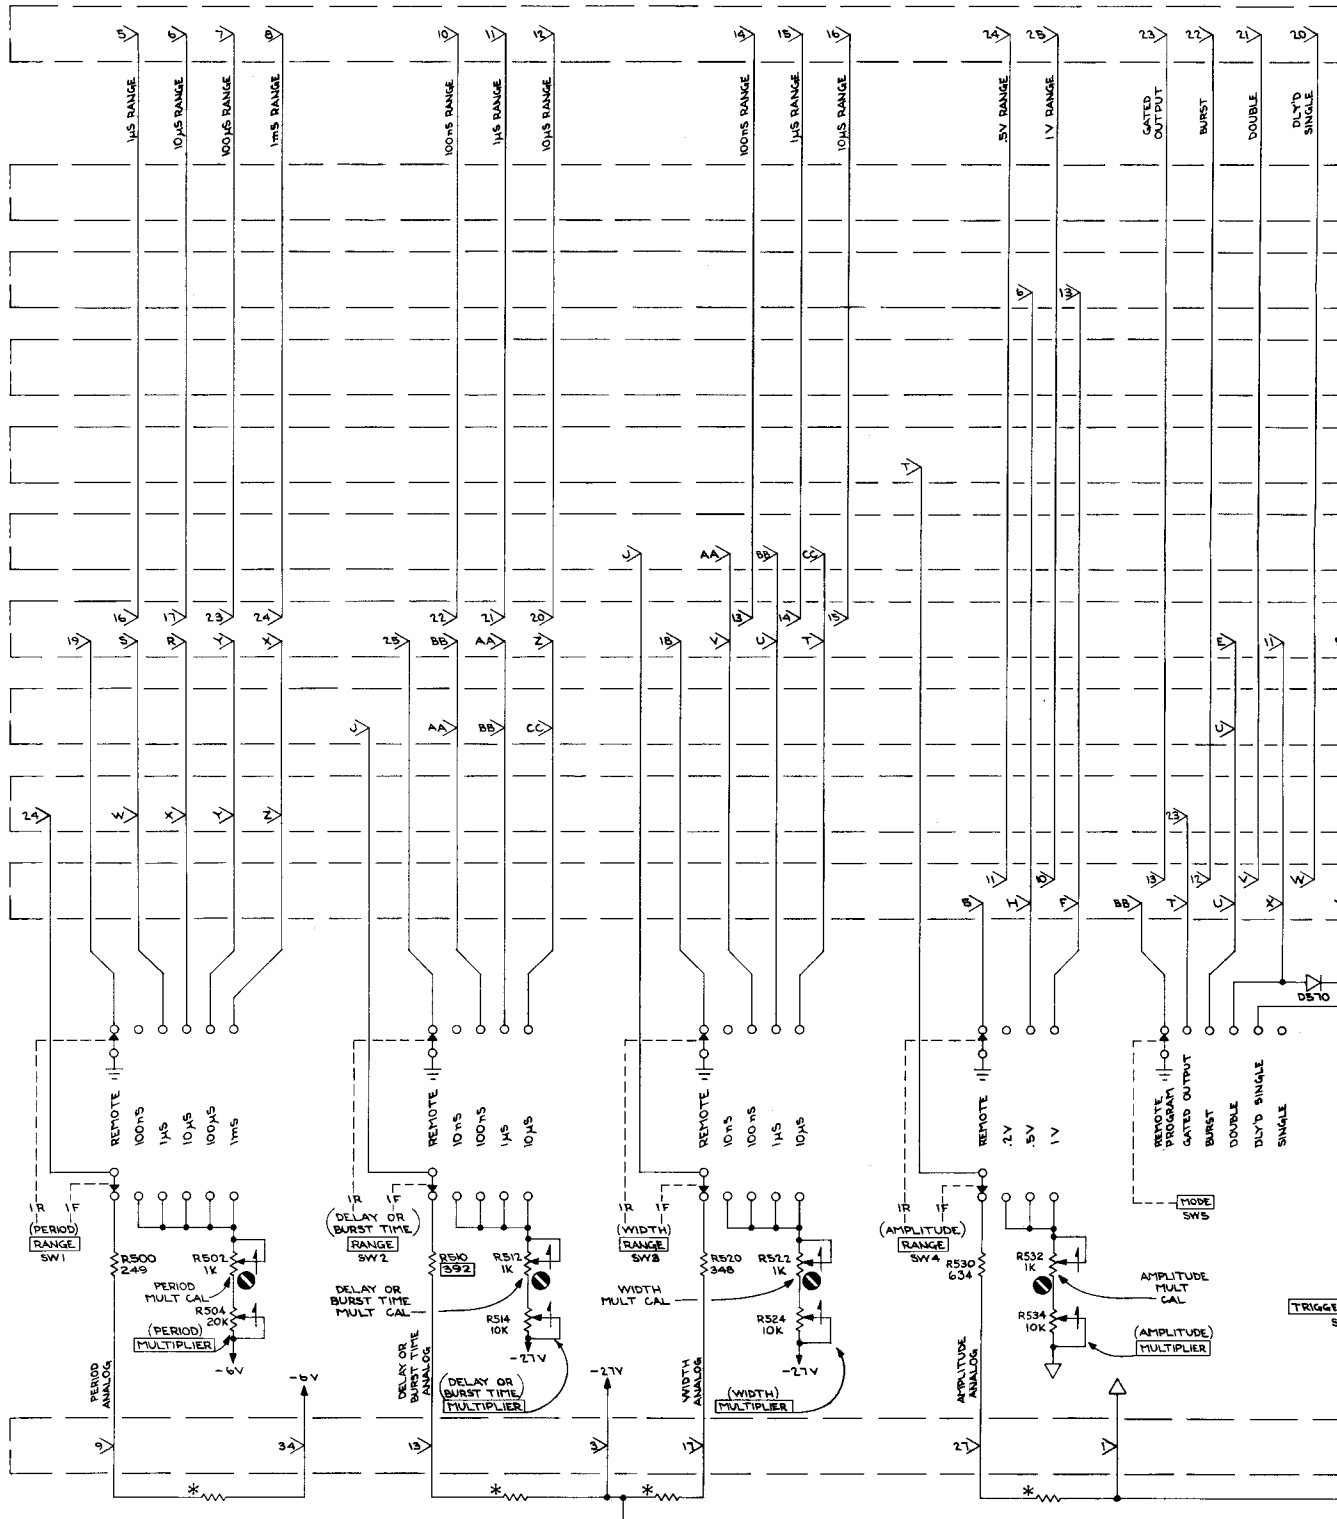 5 6 7 8 10 11 12 14 15 16 24 25 23 22 21 20
1µS RANGE
10µS RANGE
100µS RANGE
1mS RANGE
100nS RANGE
1µS RANGE
10µS RANGE
100nS RANGE
1µS RANGE
10µS RANGE
.5V RANGE
1V RANGE
GATED
OUTPUT
BURST
DOUBLE
DLY'D
SINGLE
6 13
T
J AA BB CC
16 17 23 24 22 21 20 13 14 15
19 S R Y X 25 BB AA Z 18 V U T E 11
J AA BB CC U
24 W X Y Z 23
11 10 13 12 V W
B H F BB T U X
D570
REMOTE
100nS
1µS
10µS
100µS
1mS
REMOTE
10nS
100nS
1µS
10µS
REMOTE
10nS
100nS
1µS
10µS
REMOTE
.2V
.5V
1V
REMOTE
PROGRAM
GATED OUTPUT
BURST
DOUBLE
DLY'D SINGLE
SINGLE
1R 1F
(PERIOD)
RANGE
SW1
R500
249
R502
1K
PERIOD
MULT CAL
R504
20K
(PERIOD)
MULTIPLIER
-6V
PERIOD
ANALOG
-6V
1R 1F
(DELAY OR
BURST TIME)
RANGE
SW2
R510
392
R512
1K
DELAY OR
BURST TIME
MULT CAL
R514
10K
-27V
DELAY OR
BURST TIME
ANALOG
(DELAY OR
BURST TIME)
MULTIPLIER
-27V
1R 1F
(WIDTH)
RANGE
SW3
R520
348
R522
1K
WIDTH
MULT CAL
R524
10K
-27V
WIDTH
ANALOG
(WIDTH)
MULTIPLIER
1R 1F
(AMPLITUDE)
RANGE
SW4
R530
634
R532
1K
AMPLITUDE
MULT
CAL
R534
10K
(AMPLITUDE)
MULTIPLIER
AMPLITUDE
ANALOG
MODE
SW5
TRIGGE
S
9 34 13 3 17 27 1
* * * *